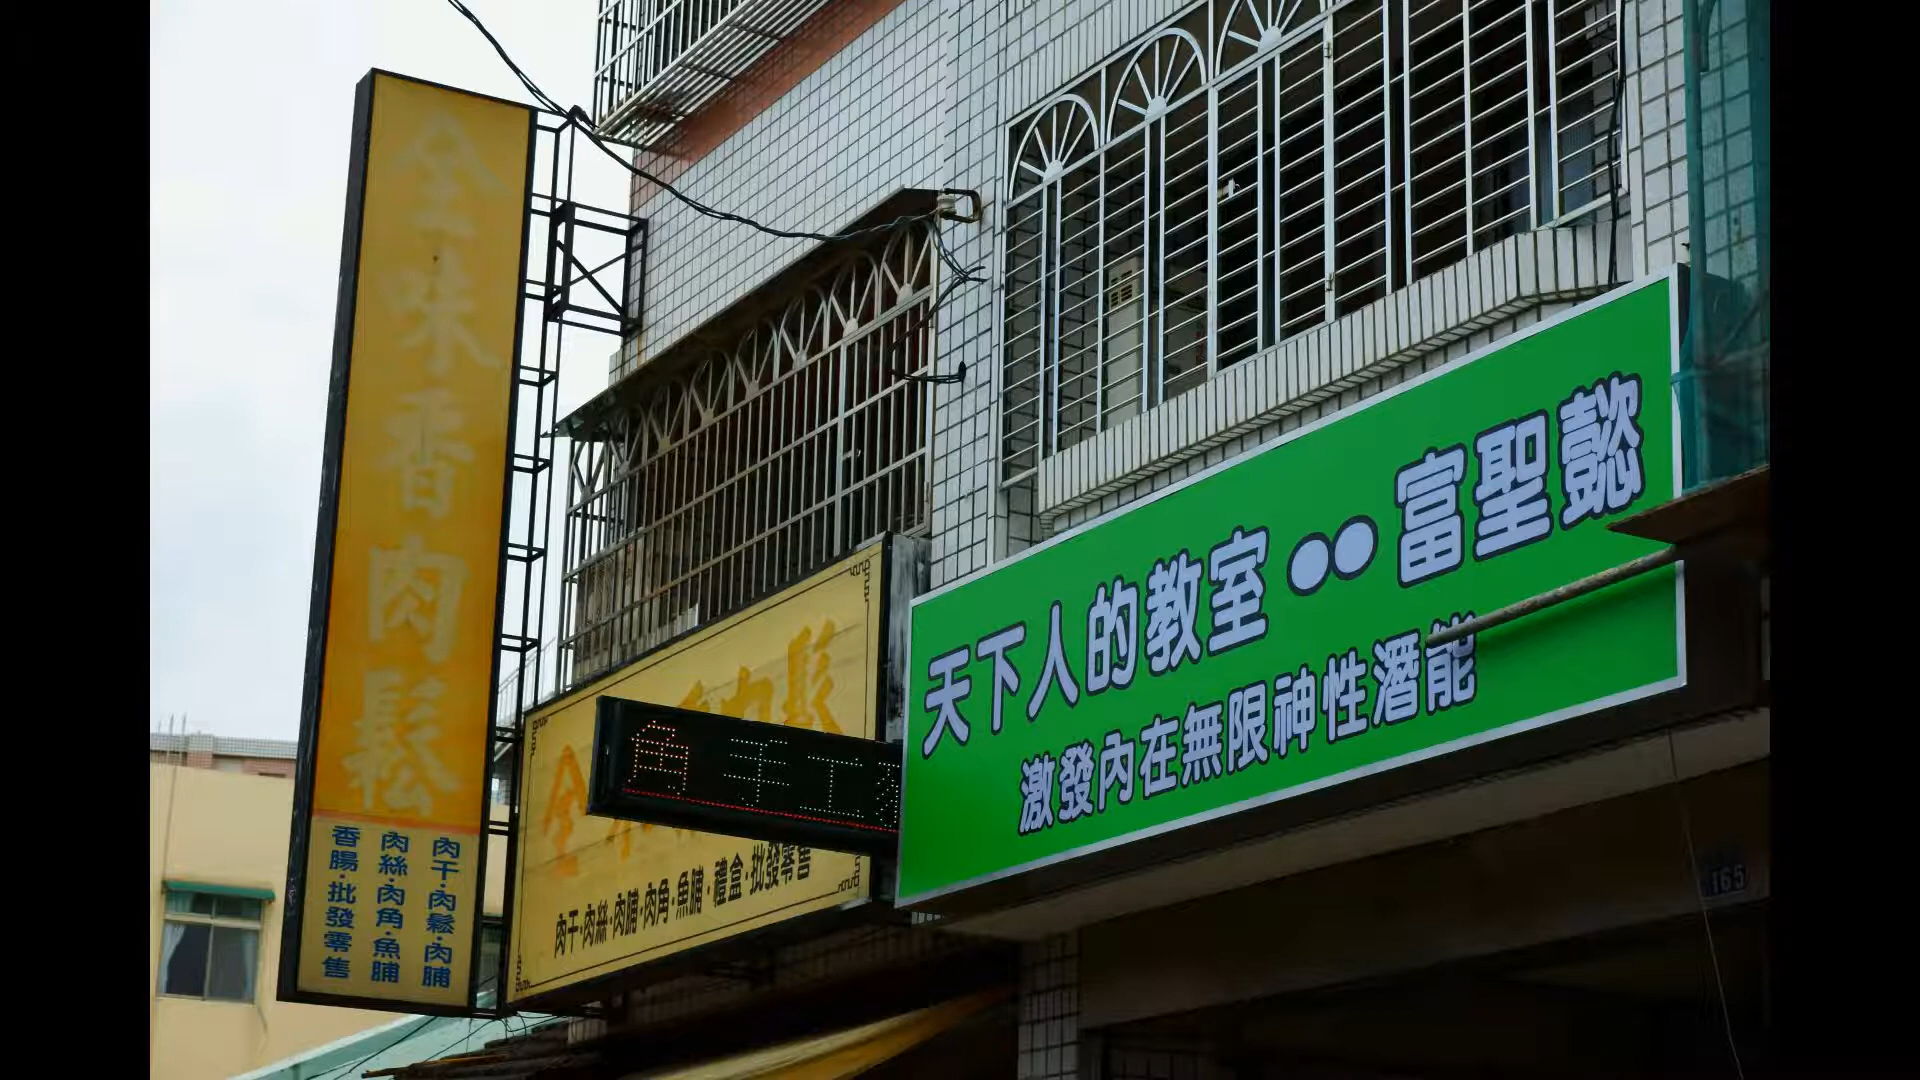 全味香肉鬆
肉干·肉鬆·肉脯
肉絲·肉角·魚脯
香腸·批發零售
肉鬆
肉干·肉絲·肉脯·肉角·魚脯·禮盒·批發零售
角 手工
天下人的教室●●富聖懿
激發內在無限神性潛能
165